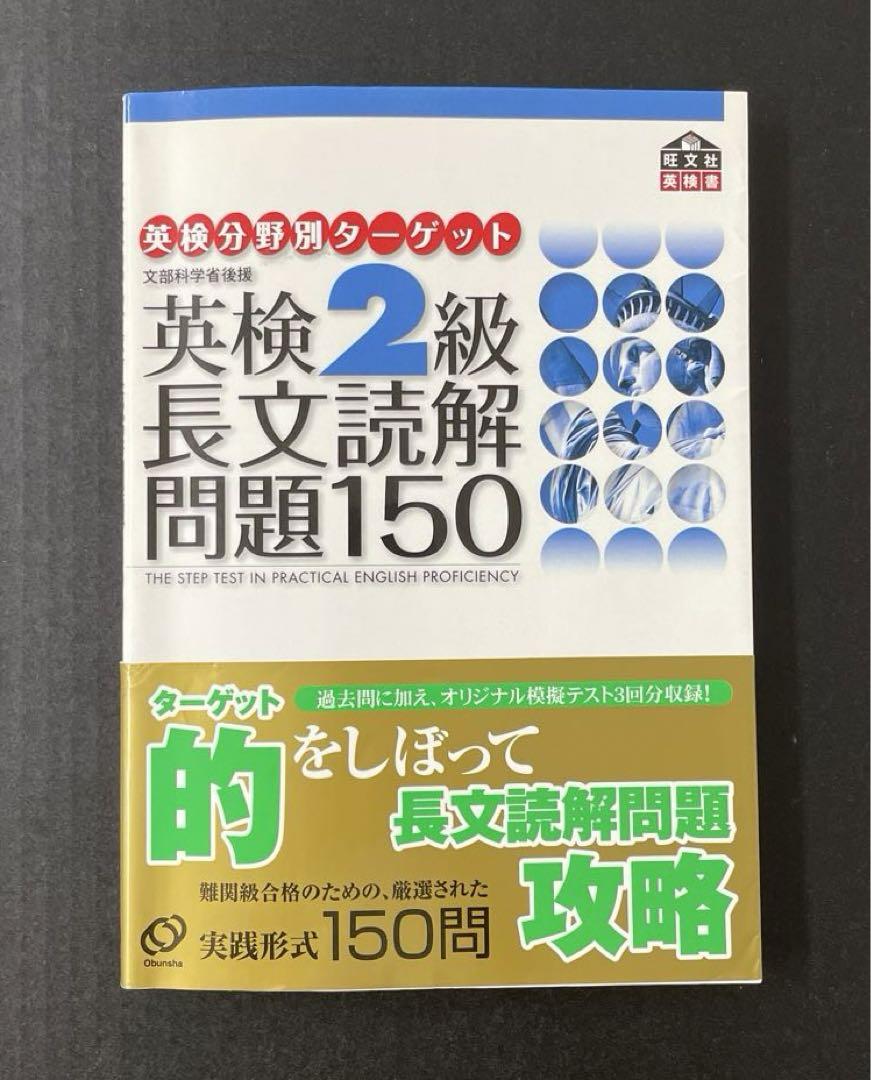 旺文社
英検書
英検分野別ターゲット
文部科学省後援
英検2級
長文読解
問題150
THE STEP TEST IN PRACTICAL ENGLISH PROFICIENCY
過去問に加え、オリジナル模擬テスト3回分収録!
ターゲット
的をしぼって
長文読解問題
攻略
難関級合格のための、厳選された
実践形式150問
Obunsha